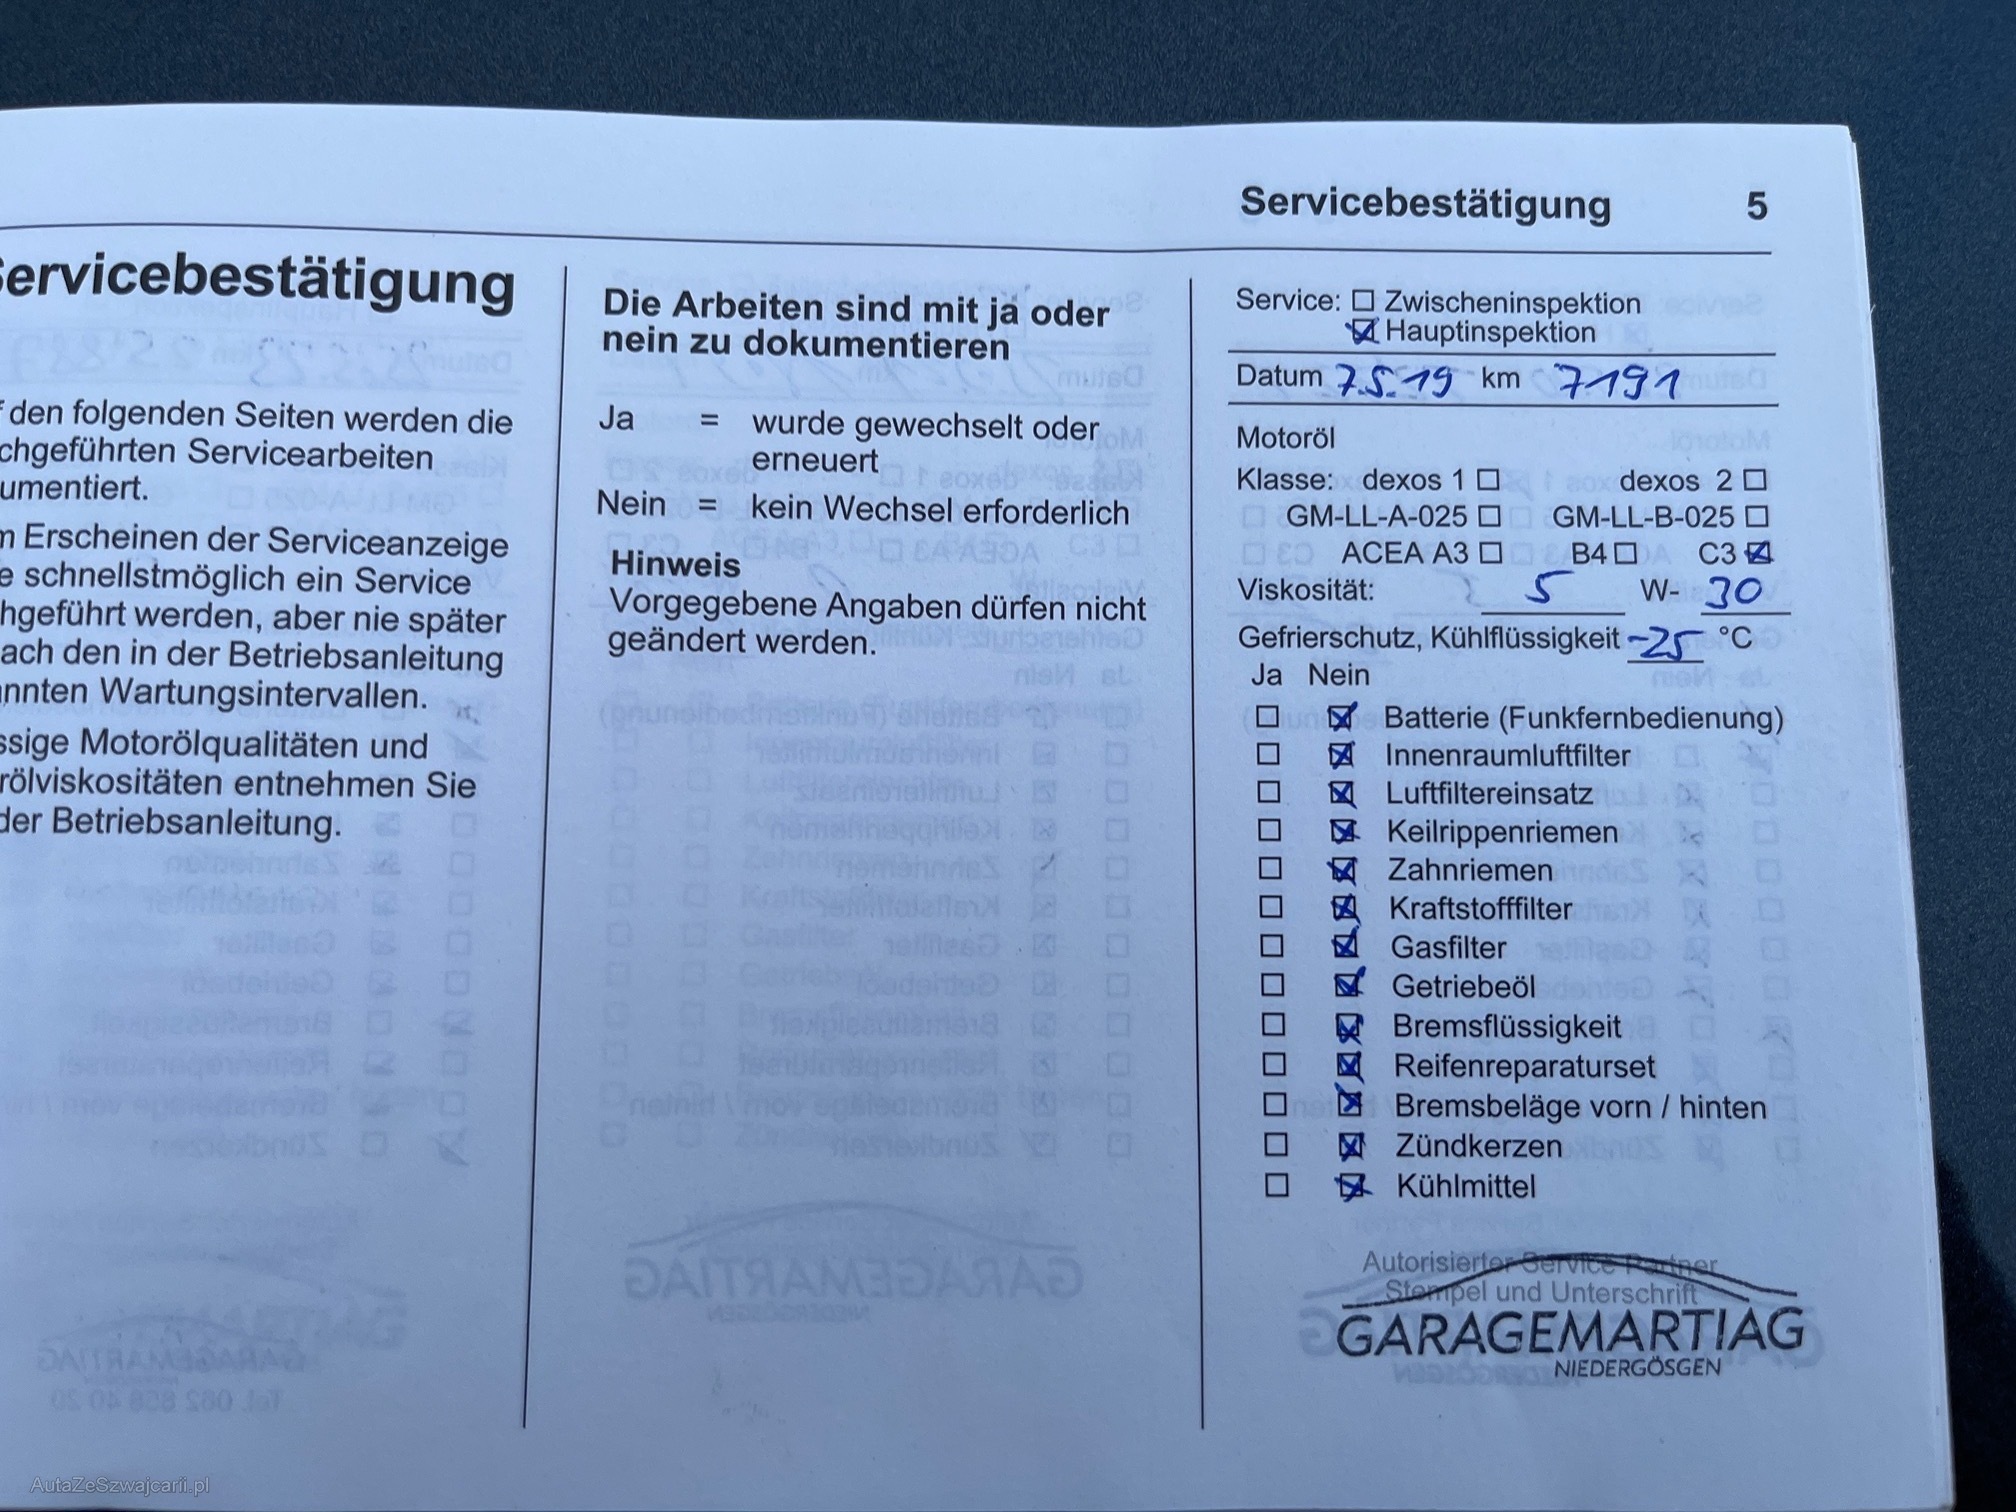 Servicebestätigung 5
Servicebestätigung
den folgenden Seiten werden die
chgeführten Servicearbeiten
umentiert.
Erscheinen der Serviceanzeige
schnellstmöglich ein Service
hgeführt werden, aber nie später
ach den in der Betriebsanleitung
nnten Wartungsintervallen.
ssige Motorölqualitäten und
rölviskositäten entnehmen Sie
der Betriebsanleitung.
Die Arbeiten sind mit ja oder
nein zu dokumentieren
Ja = wurde gewechselt oder
erneuert
Nein = kein Wechsel erforderlich
Hinweis
Vorgegebene Angaben dürfen nicht
geändert werden.
Service: ☐ Zwischeninspektion
☒ Hauptinspektion
Datum 7.5.19 km 7191
Motoröl
Klasse: dexos 1 ☐ dexos 2 ☐
GM-LL-A-025 ☐ GM-LL-B-025 ☐
ACEA A3 ☐ B4 ☐ C3 ☒
Viskosität: 5 W- 30
Gefrierschutz, Kühlflüssigkeit -25 °C
Ja Nein
☐ ☒ Batterie (Funkfernbedienung)
☐ ☒ Innenraumluftfilter
☐ ☒ Luftfiltereinsatz
☐ ☒ Keilrippenriemen
☐ ☒ Zahnriemen
☐ ☒ Kraftstofffilter
☐ ☒ Gasfilter
☐ ☒ Getriebeöl
☐ ☒ Bremsflüssigkeit
☐ ☒ Reifenreparaturset
☐ ☒ Bremsbeläge vorn / hinten
☐ ☒ Zündkerzen
☐ ☒ Kühlmittel
Autorisierter Service Partner
Stempel und Unterschrift
GARAGEMARTIAG
NIEDERGÖSGEN
AutaZeSzwajcarii.pl